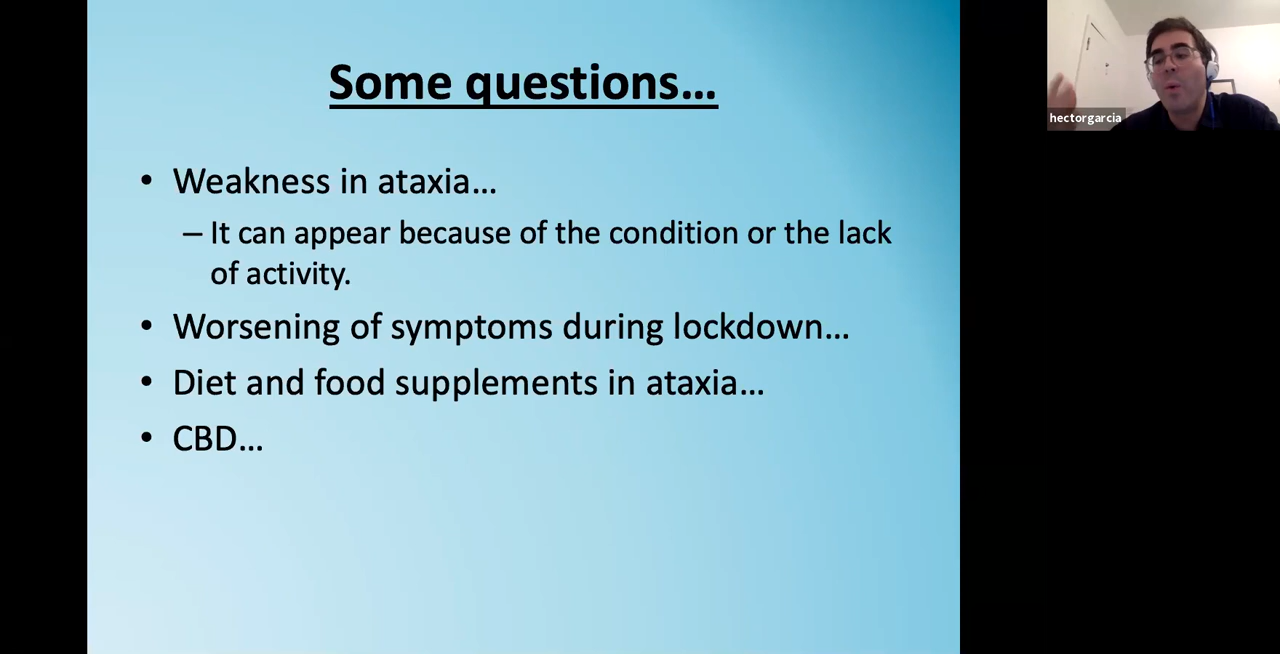 Some questions…
• Weakness in ataxia…
– It can appear because of the condition or the lack
of activity.
• Worsening of symptoms during lockdown…
• Diet and food supplements in ataxia…
• CBD…
hectorgarcia